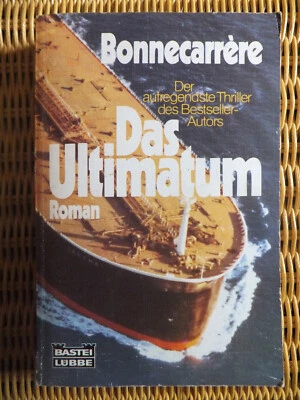 Bonnecarrère
Der
aufregendste Thriller
des Bestseller-
Autors
Das
Ultimatum
Roman
BASTEI
LÜBBE